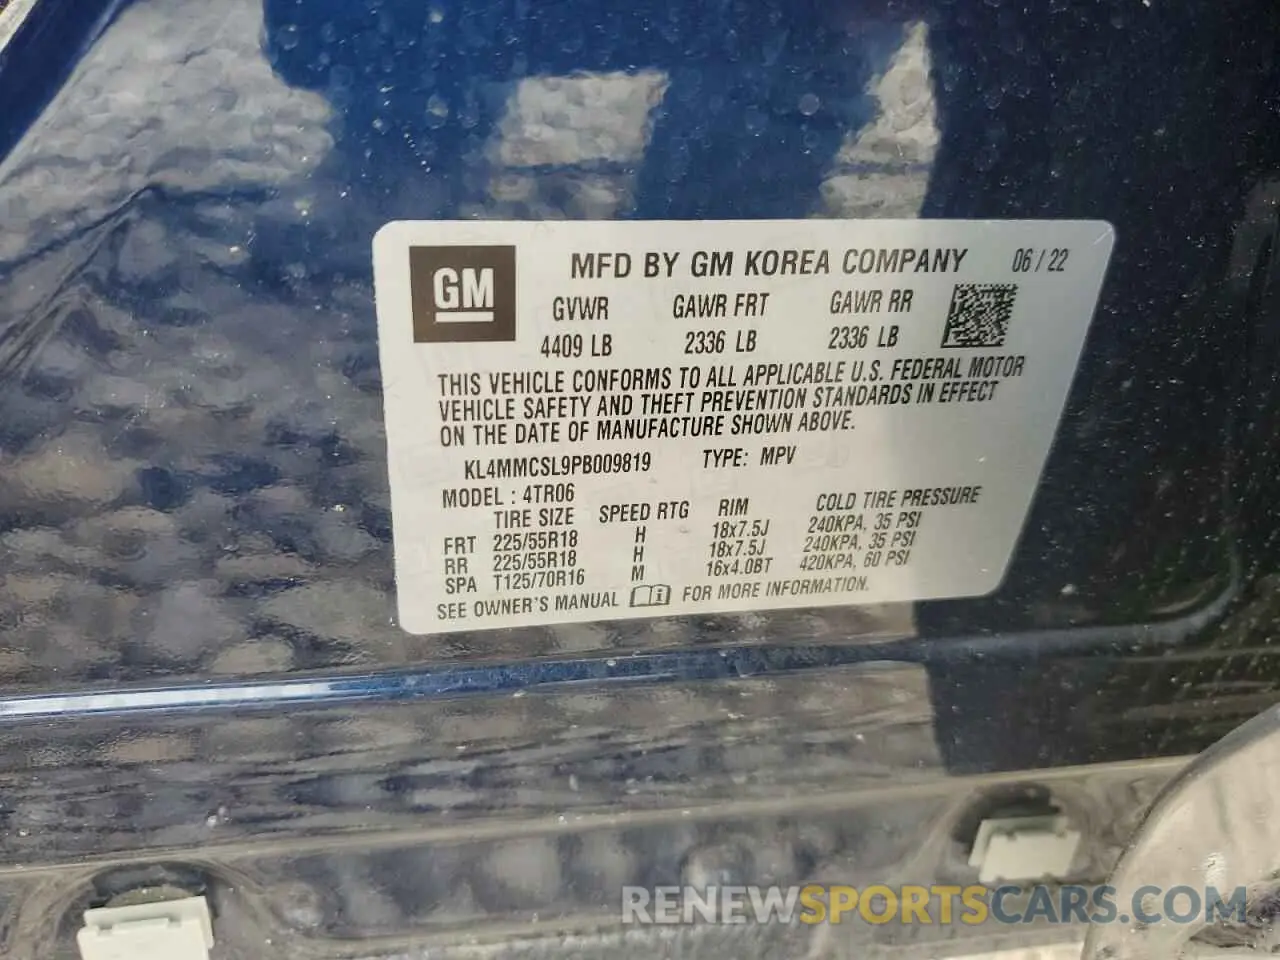 GM
MFD BY GM KOREA COMPANY 06/22
GVWR GAWR FRT GAWR RR
4409 LB 2336 LB 2336 LB
THIS VEHICLE CONFORMS TO ALL APPLICABLE U.S. FEDERAL MOTOR
VEHICLE SAFETY AND THEFT PREVENTION STANDARDS IN EFFECT
ON THE DATE OF MANUFACTURE SHOWN ABOVE.
KL4MMCSL9PB009819 TYPE: MPV
MODEL : 4TR06
TIRE SIZE SPEED RTG RIM COLD TIRE PRESSURE
FRT 225/55R18 H 18x7.5J 240KPA, 35 PSI
RR 225/55R18 H 18x7.5J 240KPA, 35 PSI
SPA T125/70R16 M 16x4.0BT 420KPA, 60 PSI
SEE OWNER'S MANUAL i FOR MORE INFORMATION.
RENEWSPORTSCARS.COM